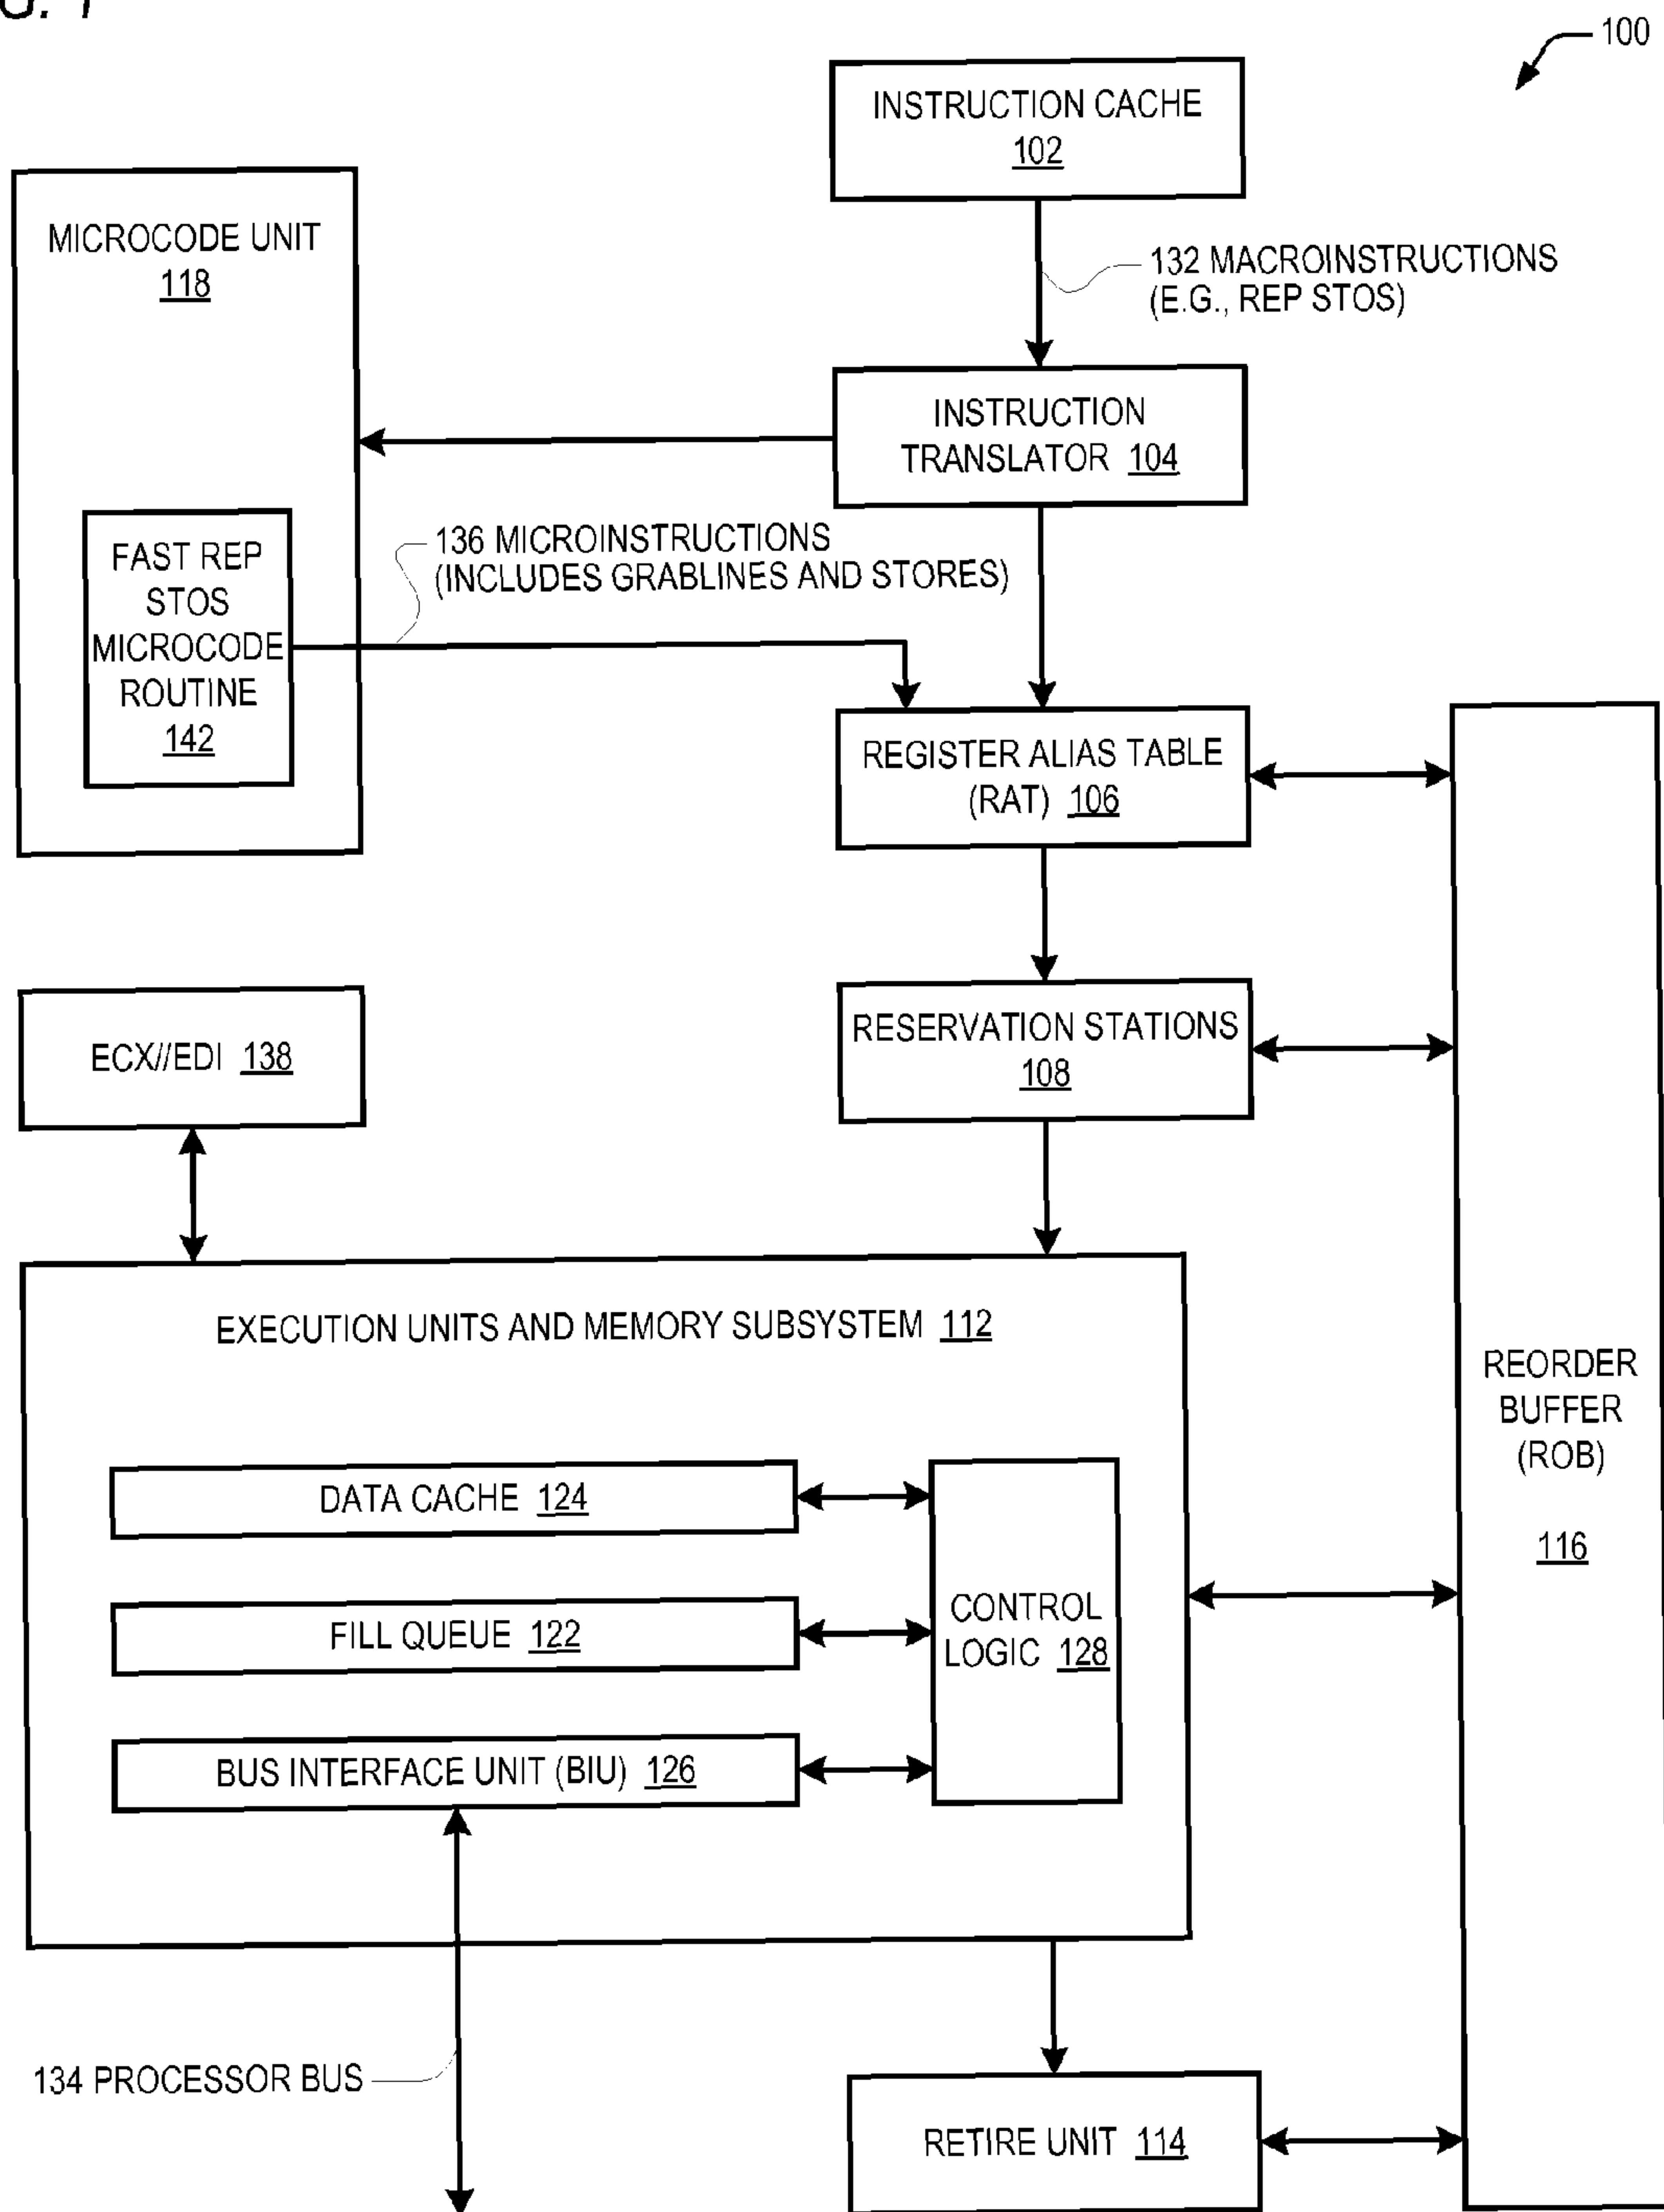 100
INSTRUCTION CACHE
102
MICROCODE UNIT
118
132 MACROINSTRUCTIONS
(E.G., REP STOS)
INSTRUCTION
TRANSLATOR 104
136 MICROINSTRUCTIONS
(INCLUDES GRABLINES AND STORES)
FAST REP
STOS
MICROCODE
ROUTINE
142
REGISTER ALIAS TABLE
(RAT) 106
RESERVATION STATIONS
108
ECX//EDI 138
EXECUTION UNITS AND MEMORY SUBSYSTEM 112
REORDER
BUFFER
(ROB)
116
DATA CACHE 124
FILL QUEUE 122
CONTROL
LOGIC 128
BUS INTERFACE UNIT (BIU) 126
134 PROCESSOR BUS
RETIRE UNIT 114